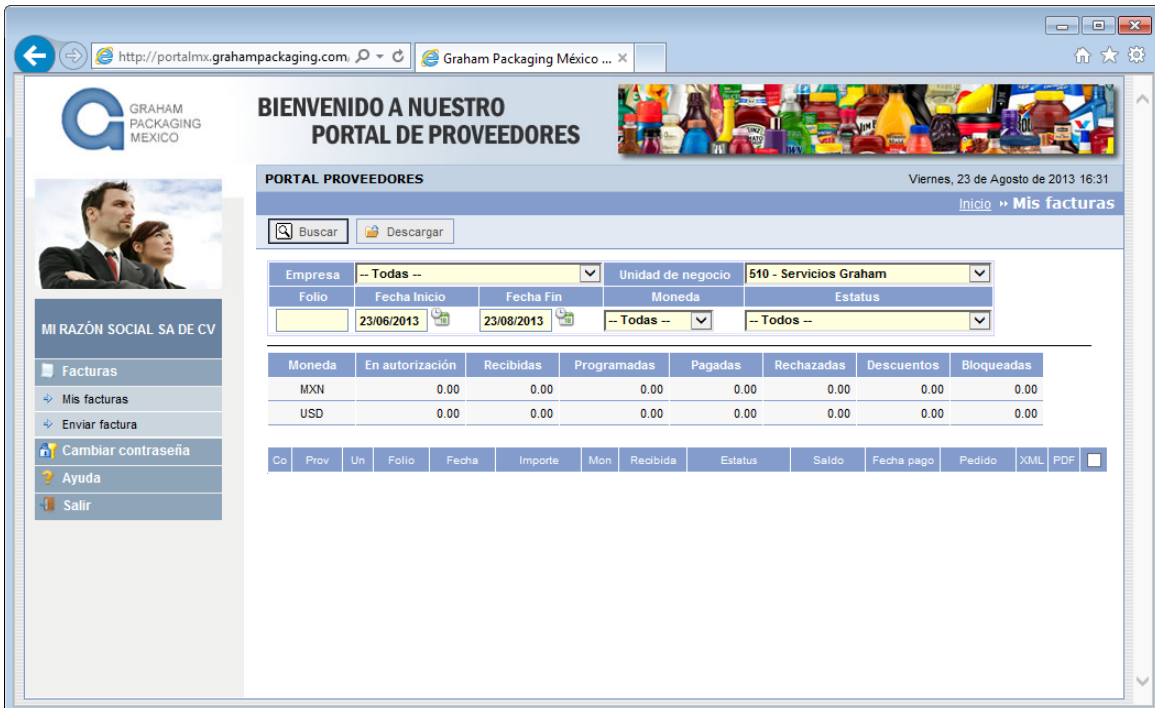 http://portalmx.grahampackaging.com/
Graham Packaging México ...
GRAHAM
PACKAGING
MEXICO
BIENVENIDO A NUESTRO
PORTAL DE PROVEEDORES
PORTAL PROVEEDORES Viernes, 23 de Agosto de 2013 16:31
Inicio Mis facturas
Buscar Descargar
Empresa -- Todas -- Unidad de negocio 510 - Servicios Graham
Folio Fecha Inicio Fecha Fin Moneda Estatus
23/06/2013 23/08/2013 -- Todas -- -- Todos --
MI RAZÓN SOCIAL SA DE CV
Facturas
Mis facturas
Enviar factura
Cambiar contraseña
Ayuda
Salir
Moneda En autorización Recibidas Programadas Pagadas Rechazadas Descuentos Bloqueadas
MXN 0.00 0.00 0.00 0.00 0.00 0.00 0.00
USD 0.00 0.00 0.00 0.00 0.00 0.00 0.00
Co Prov Un Folio Fecha Importe Mon Recibida Estatus Saldo Fecha pago Pedido XML PDF